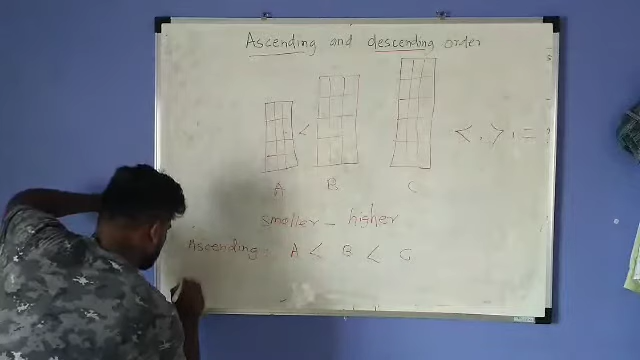 Ascending and descending order
<
< , > , =
A B C
smaller - higher
Ascending: A < B < C